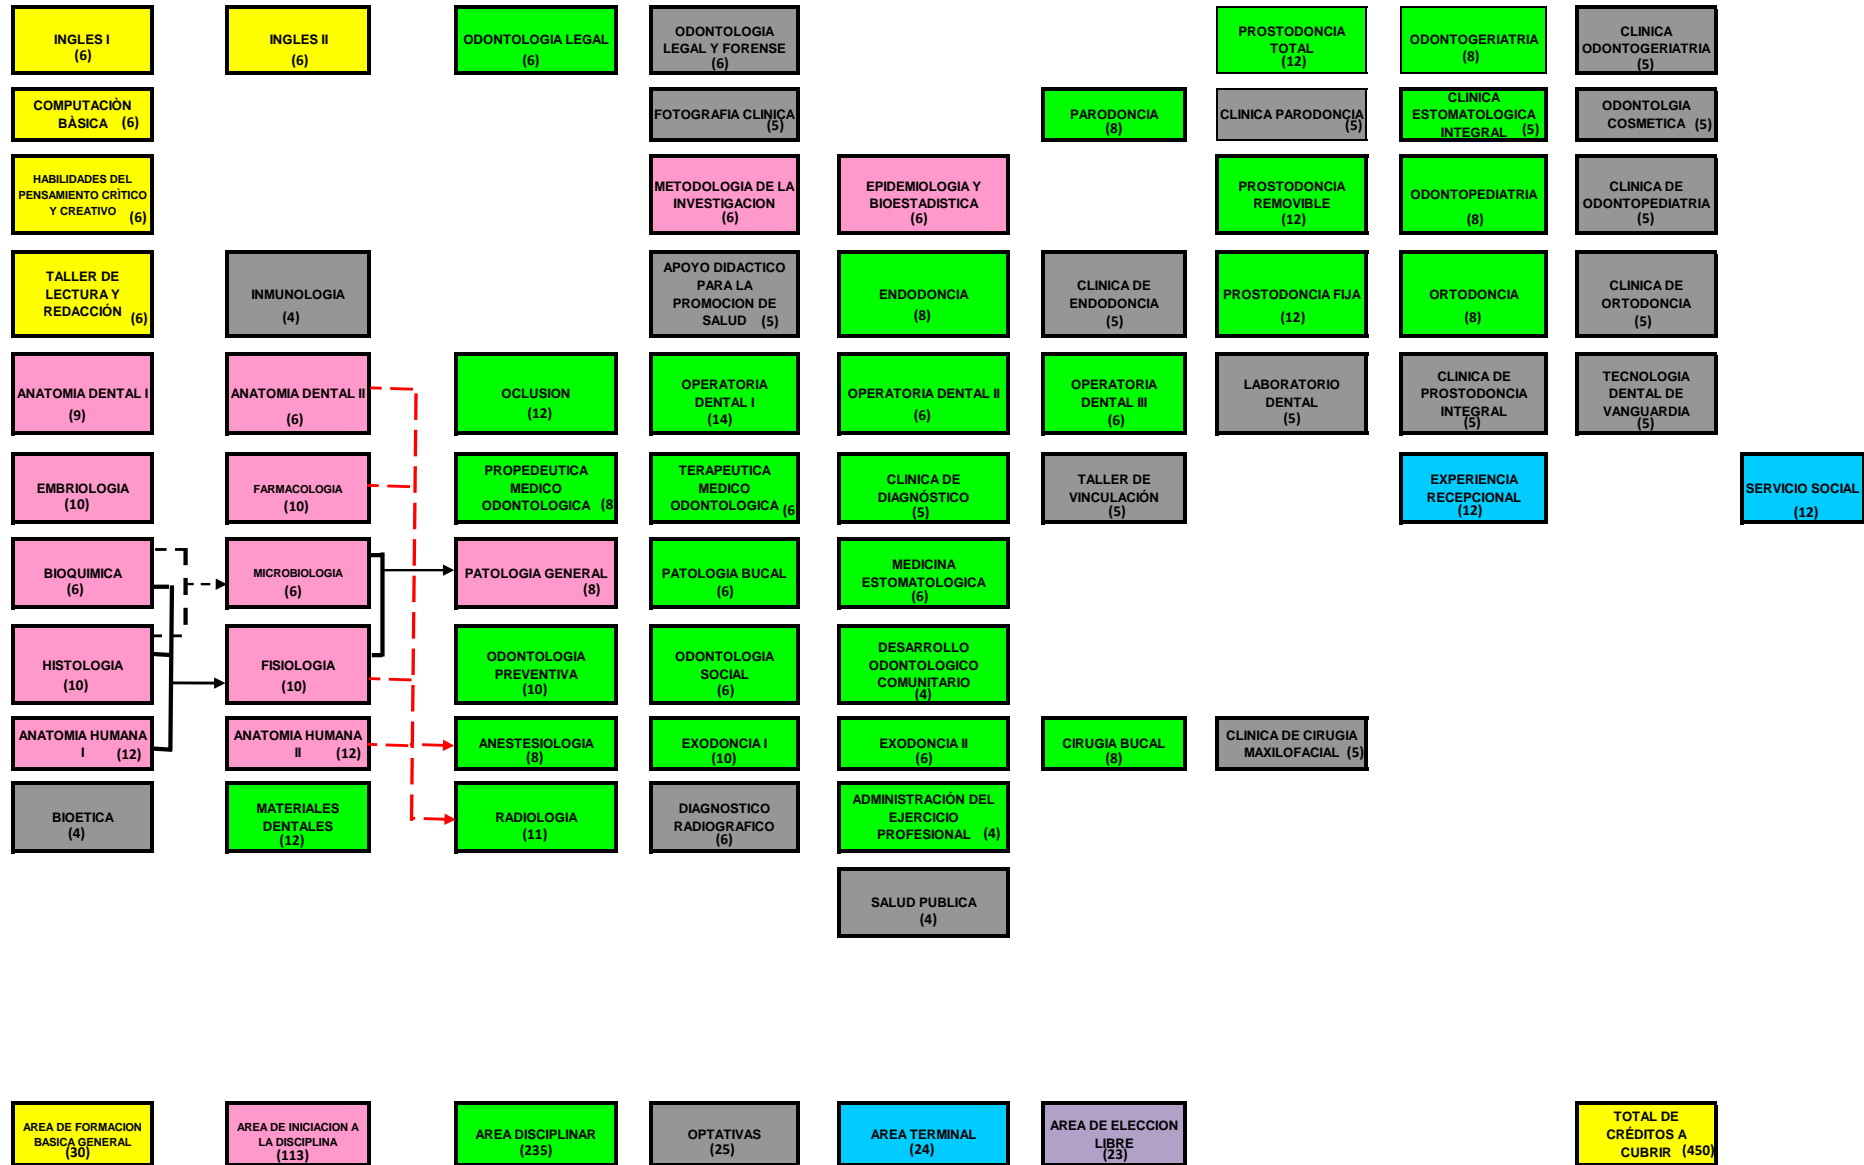 INGLES I
(6)
INGLES II
(6)
ODONTOLOGIA LEGAL
(6)
ODONTOLOGIA
LEGAL Y FORENSE
(6)
PROSTODONCIA
TOTAL
(12)
ODONTOGERIATRIA
(8)
CLINICA
ODONTOGERIATRIA
(5)
COMPUTACIÒN
BÀSICA (6)
FOTOGRAFIA CLINICA
(5)
PARODONCIA
(8)
CLINICA PARODONCIA
(5)
CLINICA
ESTOMATOLOGICA
INTEGRAL (5)
ODONTOLGIA
COSMETICA (5)
HABILIDADES DEL
PENSAMIENTO CRÌTICO
Y CREATIVO (6)
METODOLOGIA DE LA
INVESTIGACION
(6)
EPIDEMIOLOGIA Y
BIOESTADISTICA
(6)
PROSTODONCIA
REMOVIBLE
(12)
ODONTOPEDIATRIA
(8)
CLINICA DE
ODONTOPEDIATRIA
(5)
TALLER DE
LECTURA Y
REDACCIÓN (6)
INMUNOLOGIA
(4)
APOYO DIDACTICO
PARA LA
PROMOCION DE
SALUD (5)
ENDODONCIA
(8)
CLINICA DE
ENDODONCIA
(5)
PROSTODONCIA FIJA
(12)
ORTODONCIA
(8)
CLINICA DE
ORTODONCIA
(5)
ANATOMIA DENTAL I
(9)
ANATOMIA DENTAL II
(6)
OCLUSION
(12)
OPERATORIA
DENTAL I
(14)
OPERATORIA DENTAL II
(6)
OPERATORIA
DENTAL III
(6)
LABORATORIO
DENTAL
(5)
CLINICA DE
PROSTODONCIA
INTEGRAL
(5)
TECNOLOGIA
DENTAL DE
VANGUARDIA
(5)
EMBRIOLOGIA
(10)
FARMACOLOGIA
(10)
PROPEDEUTICA
MEDICO
ODONTOLOGICA (8
TERAPEUTICA
MEDICO
ODONTOLOGICA (6
CLINICA DE
DIAGNÓSTICO
(5)
TALLER DE
VINCULACIÓN
(5)
EXPERIENCIA
RECEPCIONAL
(12)
SERVICIO SOCIAL
(12)
BIOQUIMICA
(6)
MICROBIOLOGIA
(6)
PATOLOGIA GENERAL
(8)
PATOLOGIA BUCAL
(6)
MEDICINA
ESTOMATOLOGICA
(6)
HISTOLOGIA
(10)
FISIOLOGIA
(10)
ODONTOLOGIA
PREVENTIVA
(10)
ODONTOLOGIA
SOCIAL
(6)
DESARROLLO
ODONTOLOGICO
COMUNITARIO
(4)
ANATOMIA HUMANA
I (12)
ANATOMIA HUMANA
II (12)
ANESTESIOLOGIA
(8)
EXODONCIA I
(10)
EXODONCIA II
(6)
CIRUGIA BUCAL
(8)
CLINICA DE CIRUGIA
MAXILOFACIAL (5)
BIOETICA
(4)
MATERIALES
DENTALES
(12)
RADIOLOGIA
(11)
DIAGNOSTICO
RADIOGRAFICO
(6)
ADMINISTRACIÓN DEL
EJERCICIO
PROFESIONAL (4)
SALUD PUBLICA
(4)
AREA DE FORMACION
BASICA GENERAL
(30)
AREA DE INICIACION A
LA DISCIPLINA
(113)
AREA DISCIPLINAR
(235)
OPTATIVAS
(25)
AREA TERMINAL
(24)
AREA DE ELECCION
LIBRE
(23)
TOTAL DE
CRÉDITOS A
CUBRIR (450)